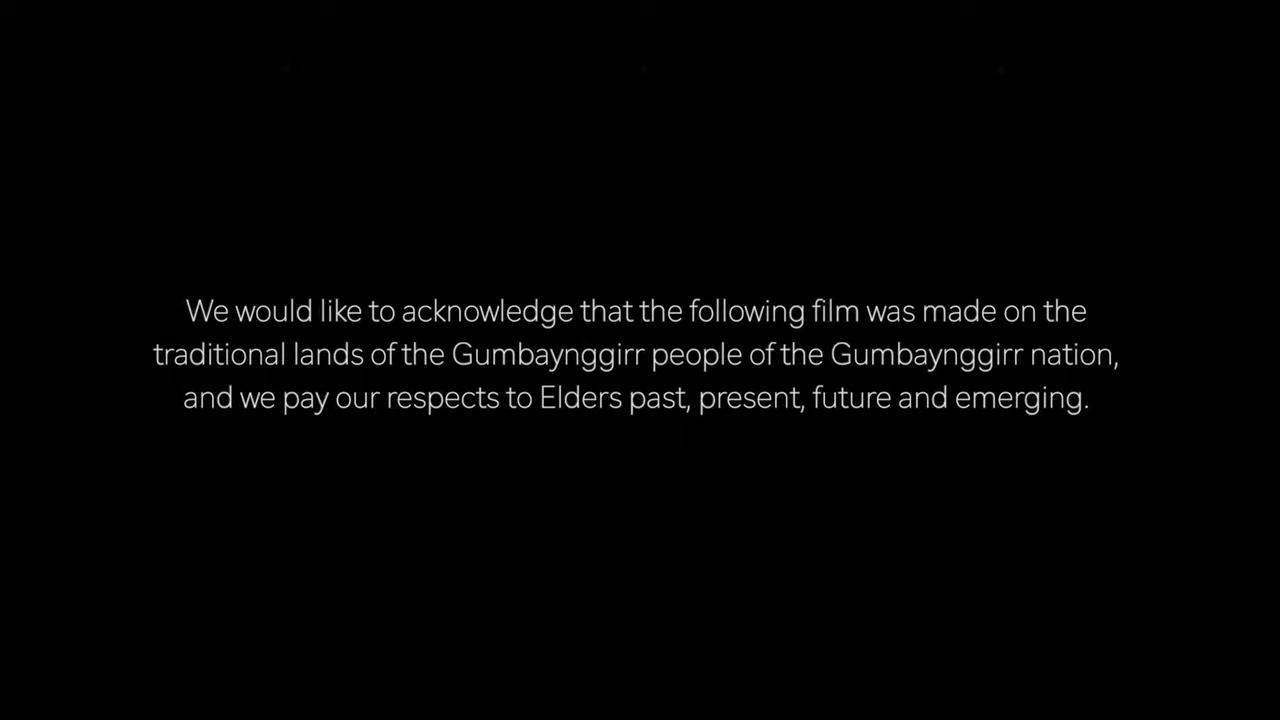 We would like to acknowledge that the following film was made on the
traditional lands of the Gumbaynggirr people of the Gumbaynggirr nation,
and we pay our respects to Elders past, present, future and emerging.